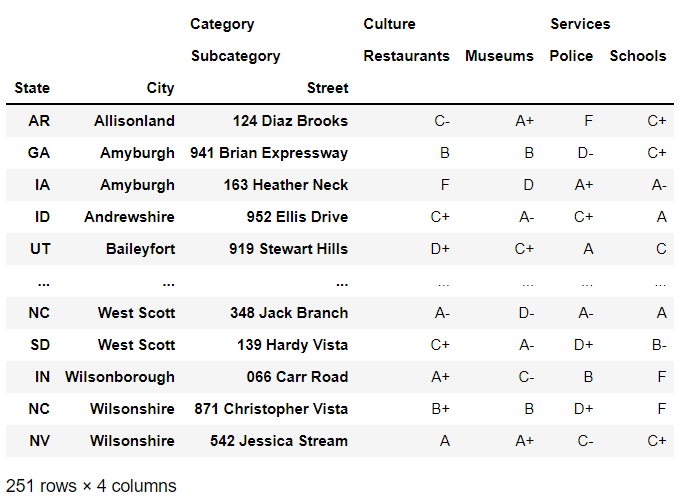 Category Culture Services
Subcategory Restaurants Museums Police Schools
State City Street
AR Allisonland 124 Diaz Brooks C- A+ F C+
GA Amyburgh 941 Brian Expressway B B D- C+
IA Amyburgh 163 Heather Neck F D A+ A-
ID Andrewshire 952 Ellis Drive C+ A- C+ A
UT Baileyfort 919 Stewart Hills D+ C+ A C
... ... ... ... ... ... ...
NC West Scott 348 Jack Branch A- D- A- A
SD West Scott 139 Hardy Vista C+ A- D+ B-
IN Wilsonborough 066 Carr Road A+ C- B F
NC Wilsonshire 871 Christopher Vista B+ B D+ F
NV Wilsonshire 542 Jessica Stream A A+ C- C+
251 rows × 4 columns